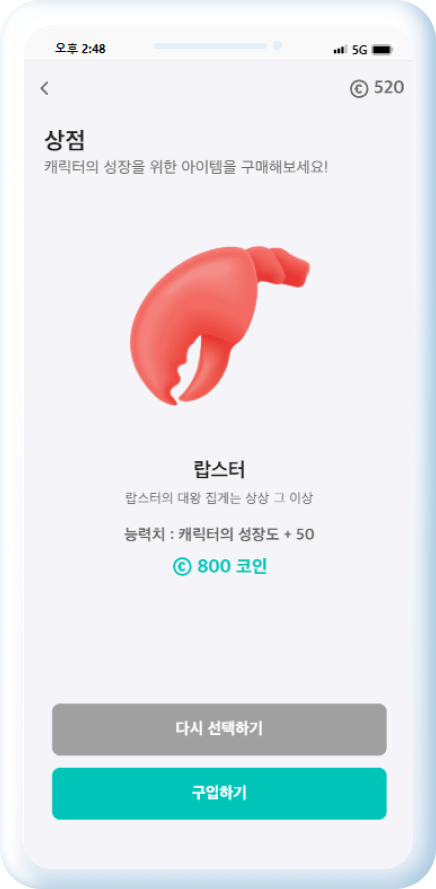 오후 2:48 5G
© 520
상점
캐릭터의 성장을 위한 아이템을 구매해보세요!
랍스터
랍스터의 대왕 집게는 상상 그 이상
능력치 : 캐릭터의 성장도 + 50
© 800 코인
다시 선택하기
구입하기